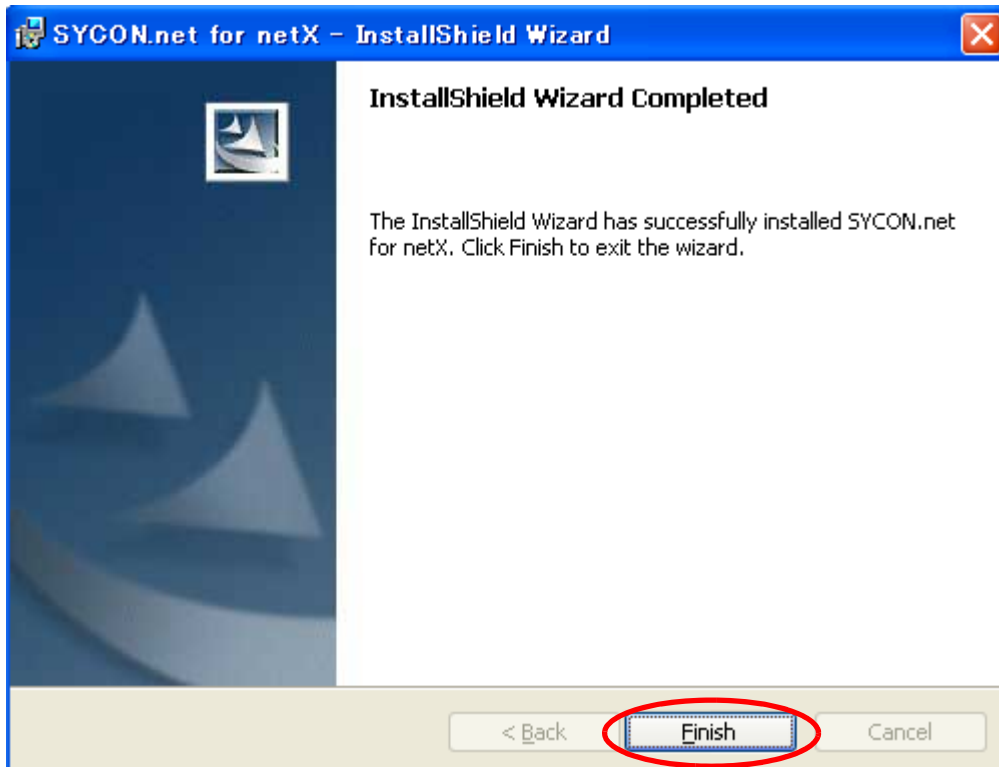 SYCON.net for netX - InstallShield Wizard
InstallShield Wizard Completed
The InstallShield Wizard has successfully installed SYCON.net
for netX. Click Finish to exit the wizard.
< Back Finish Cancel